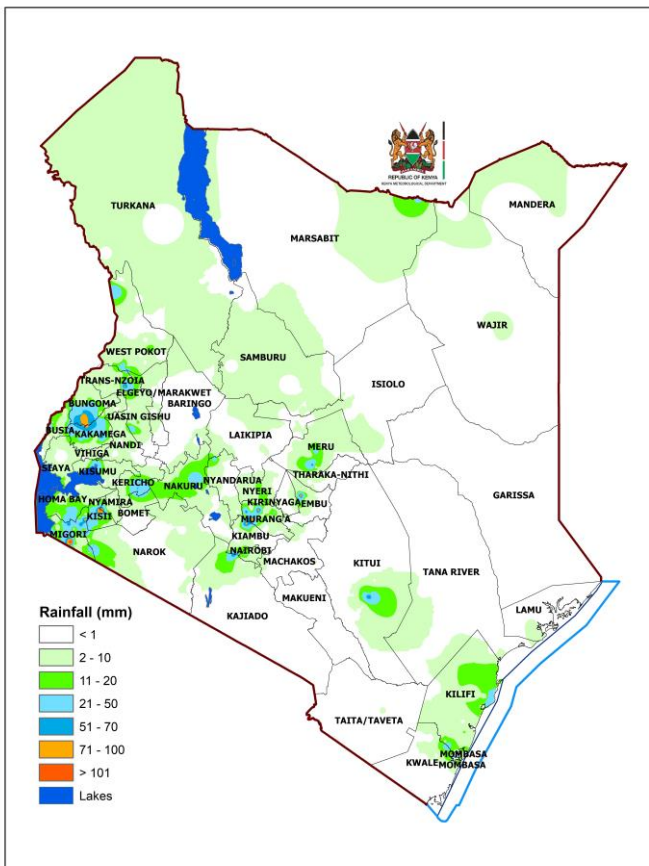 REPUBLIC OF KENYA
KENYA METEOROLOGICAL DEPARTMENT
TURKANA
MANDERA
MARSABIT
WAJIR
WEST POKOT
SAMBURU
TRANS-NZOIA
ISIOLO
ELGEYO/MARAKWET
BUNGOMA
BARINGO
UASIN GISHU
BUSIA
KAKAMEGA
LAIKIPIA
NANDI
MERU
VIHIGA
SIAYA
KISUMU
THARAKA-NITHI
KERICHO
NAKURU
NYANDARUA
NYERI
GARISSA
HOMA BAY
NYAMIRA
KIRINYAGA
EMBU
KISII
BOMET
MURANG'A
MIGORI
KIAMBU
NAROK
NAIROBI
MACHAKOS
KITUI
TANA RIVER
MAKUENI
KAJIADO
LAMU
KILIFI
TAITA/TAVETA
MOMBASA
KWALE
MOMBASA
Rainfall (mm)
< 1
2 - 10
11 - 20
21 - 50
51 - 70
71 - 100
> 101
Lakes